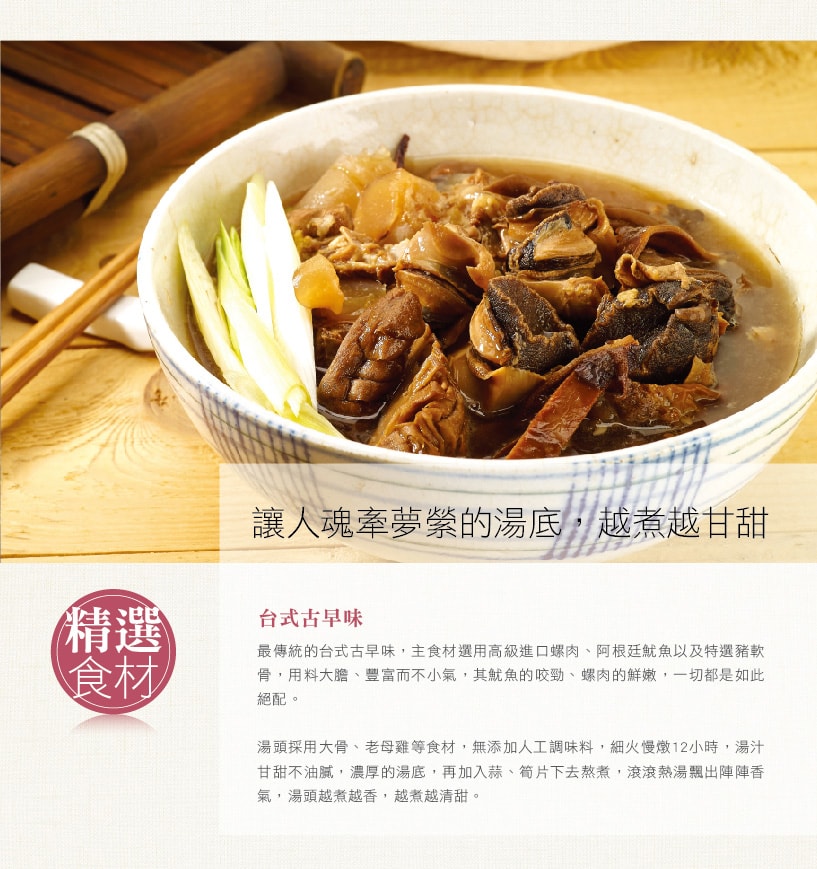 讓人魂牽夢縈的湯底，越煮越甘甜
精選
食材
台式古早味
最傳統的台式古早味，主食材選用高級進口螺肉、阿根廷魷魚以及特選豬軟
骨，用料大膽、豐富而不小氣，其魷魚的咬勁、螺肉的鮮嫩，一切都是如此
絕配。
湯頭採用大骨、老母雞等食材，無添加人工調味料，細火慢燉12小時，湯汁
甘甜不油膩，濃厚的湯底，再加入蒜、筍片下去熬煮，滾滾熱湯飄出陣陣香
氣，湯頭越煮越香，越煮越清甜。